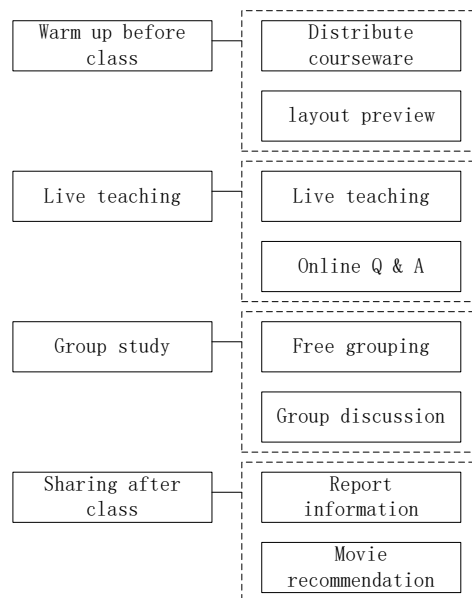 Warm up before
class
Distribute
courseware
layout preview
Live teaching
Live teaching
Online Q & A
Group study
Free grouping
Group discussion
Sharing after
class
Report
information
Movie
recommendation